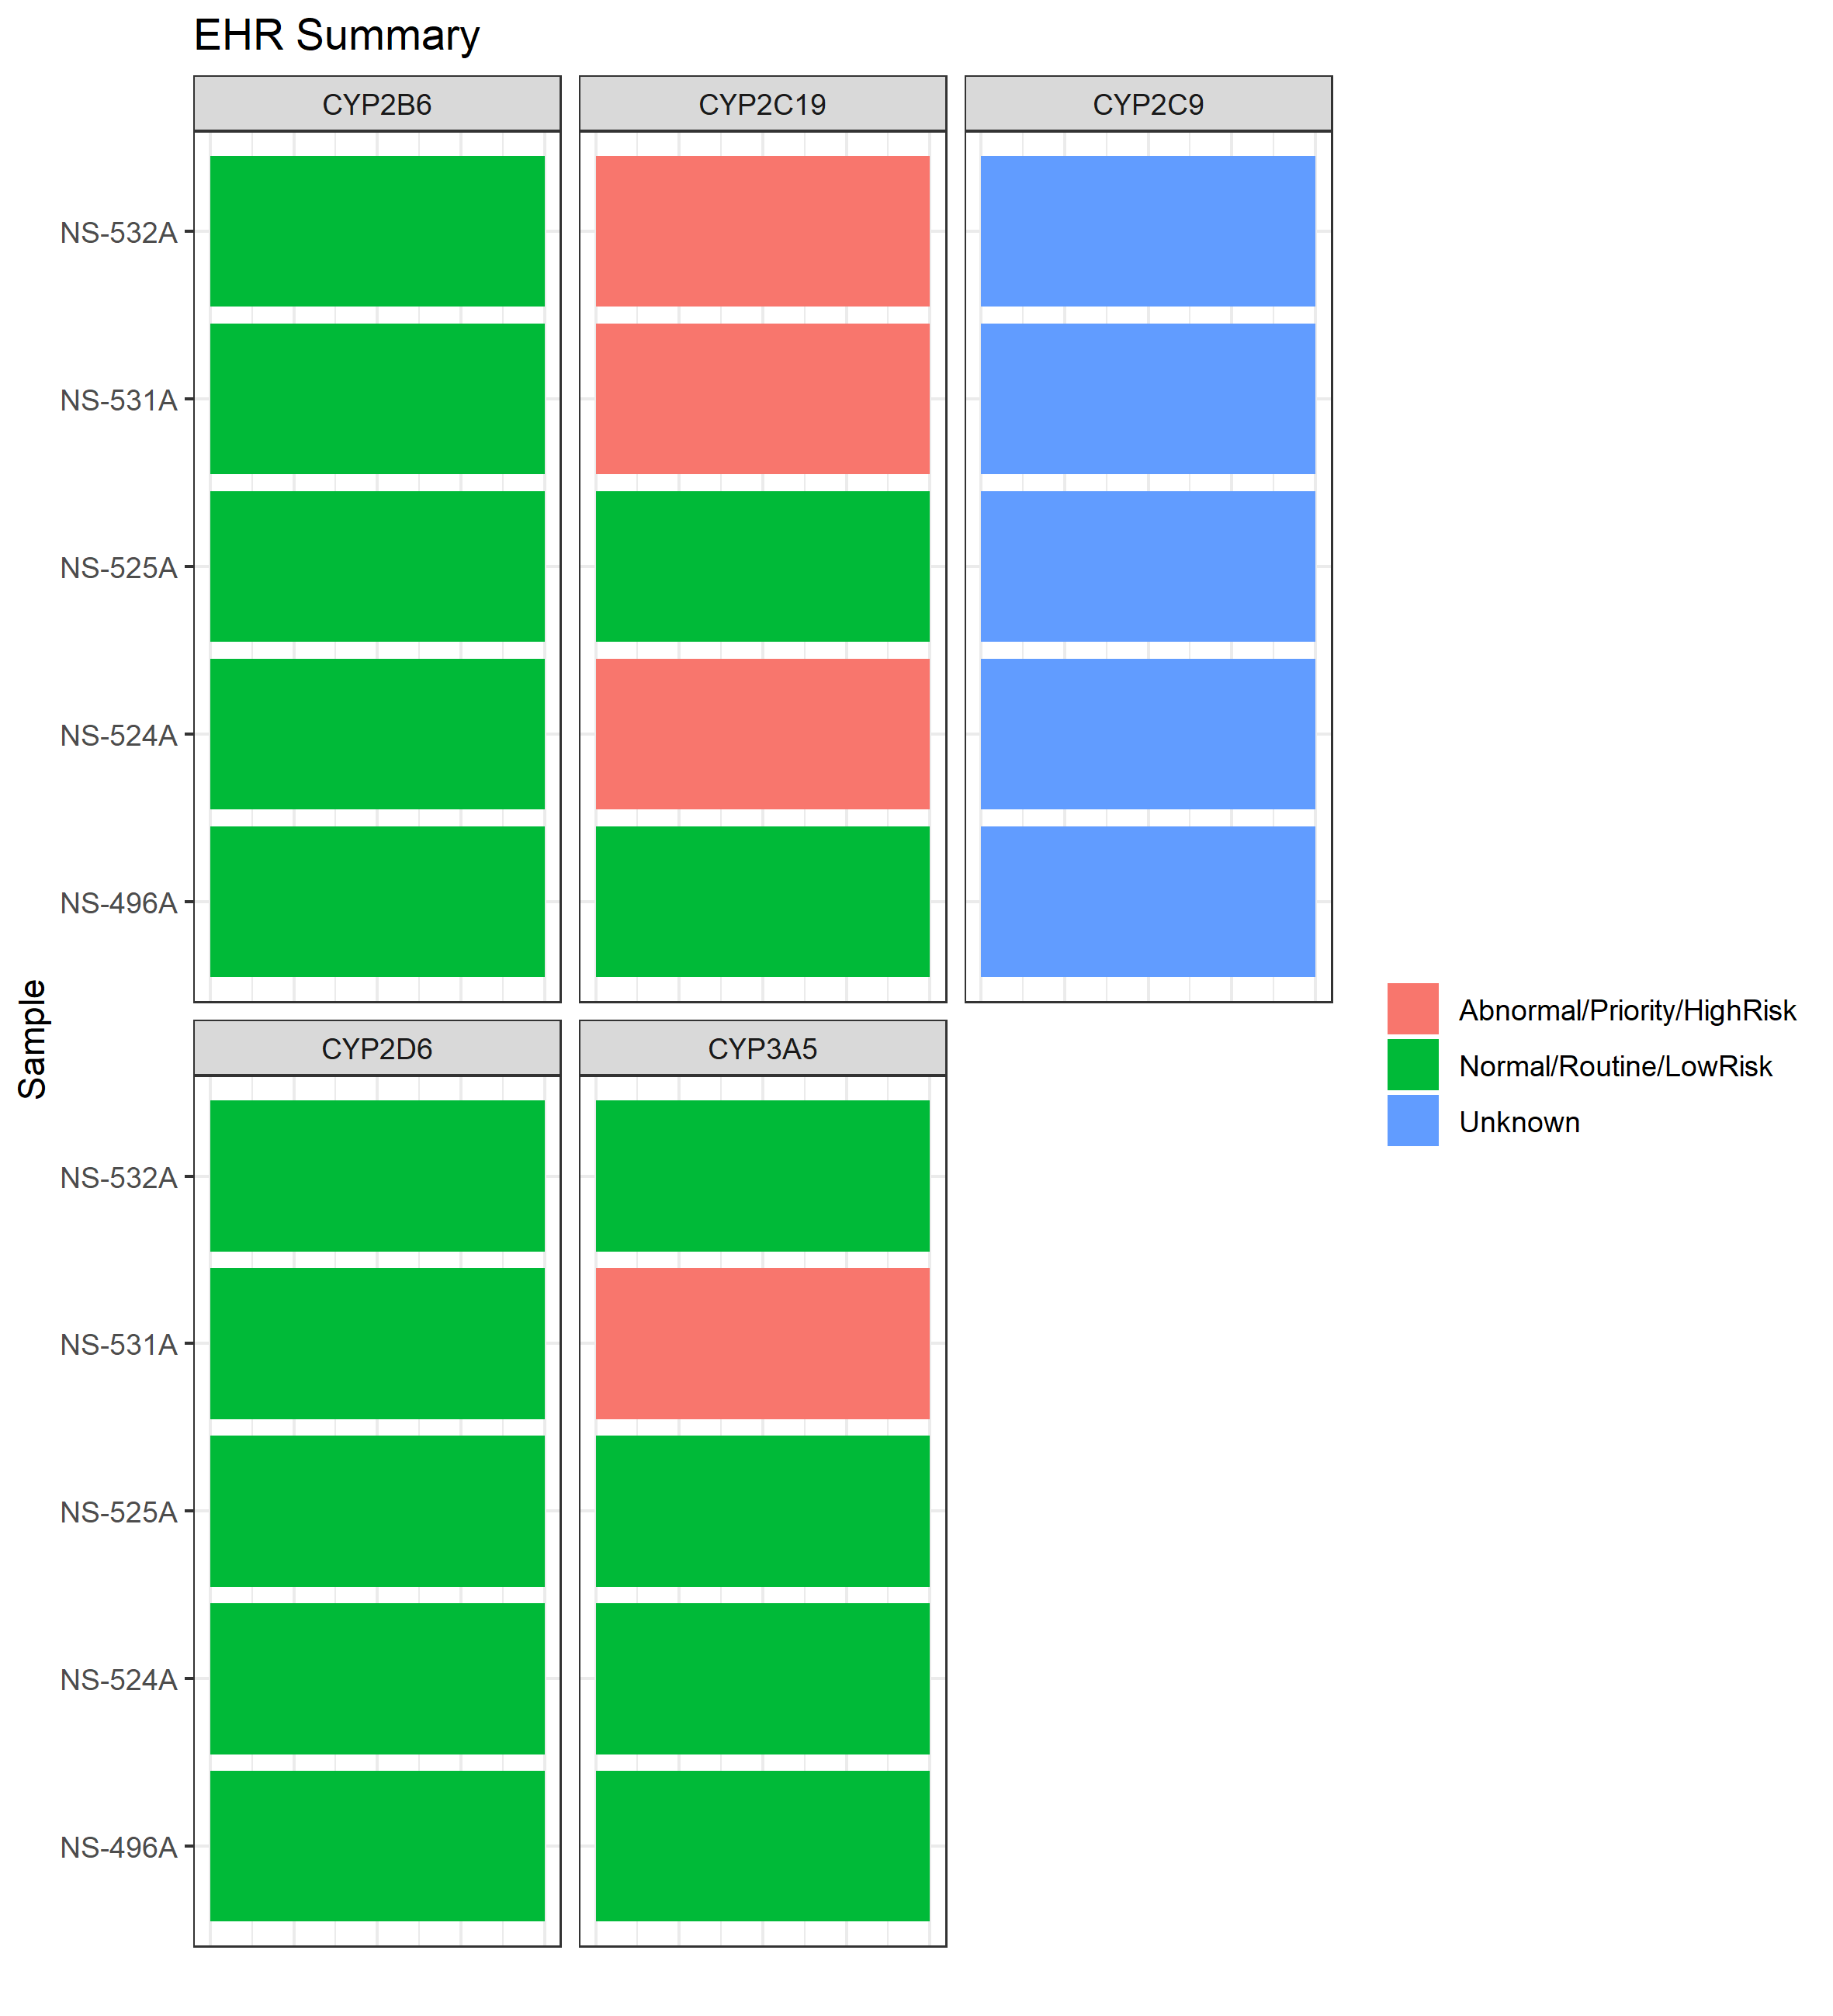 EHR Summary
CYP2B6
CYP2C19
CYP2C9
NS-532A
NS-531A
NS-525A
NS-524A
NS-496A
Sample
CYP2D6
CYP3A5
NS-532A
NS-531A
NS-525A
NS-524A
NS-496A
Abnormal/Priority/HighRisk
Normal/Routine/LowRisk
Unknown